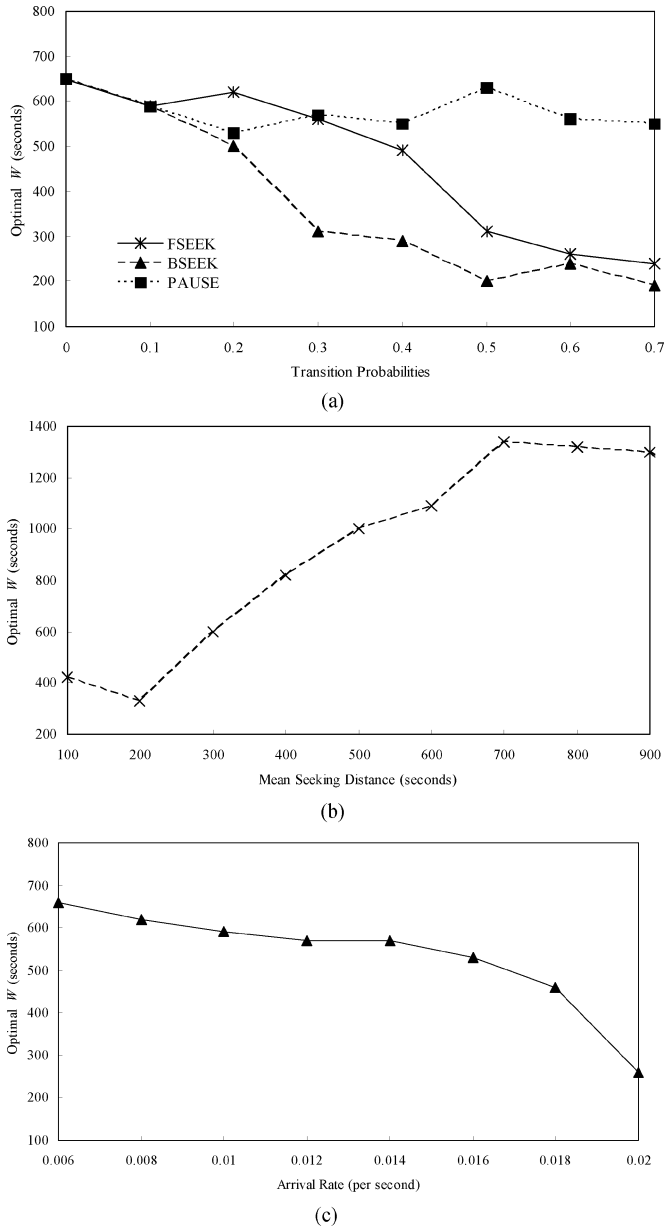 800
700
600
500
400
300
200
100
Optimal W (seconds)
FSEEK
BSEEK
PAUSE
0 0.1 0.2 0.3 0.4 0.5 0.6 0.7
Transition Probabilities
(a)
1400
1200
1000
800
600
400
200
Optimal W (seconds)
100 200 300 400 500 600 700 800 900
Mean Seeking Distance (seconds)
(b)
800
700
600
500
400
300
200
100
Optimal W (seconds)
0.006 0.008 0.01 0.012 0.014 0.016 0.018 0.02
Arrival Rate (per second)
(c)